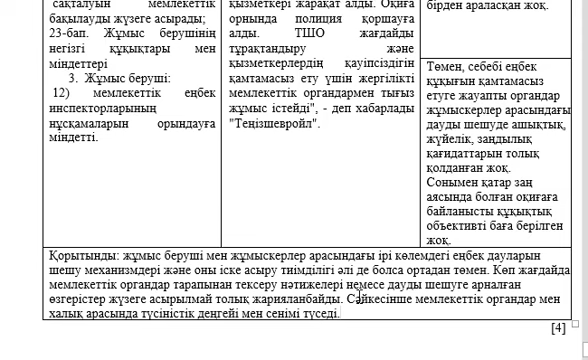 сақталуын мемлекеттік
бақылауды жүзеге асырады;
23-бап. Жұмыс берушінің
негізгі құқықтары мен
міндеттері
3. Жұмыс беруші:
12) мемлекеттік еңбек
инспекторларының
нұсқамаларын орындауға
міндетті.
қызметкері жарақат алды. Оқиға
орнында полиция қоршауға
алды. ТШО жағдайды
тұрақтандыру және
қызметкерлердің қауіпсіздігін
қамтамасыз ету үшін жергілікті
мемлекеттік органдармен тығыз
жұмыс істейді", - деп хабарлады
"Теңізшевройл".
бірден араласқан жоқ.
Төмен, себебі еңбек
құқығын қамтамасыз
етуге жауапты органдар
жұмыскерлер арасындағы
дауды шешуде ашықтық,
жүйелік, заңдылық
қағидаттарын толық
қолданған жоқ.
Сонымен қатар заң
аясында болған оқиғаға
байланысты құқықтық
объективті баға берілген
жоқ.
Қорытынды: жұмыс беруші мен жұмыскерлер арасындағы ірі көлемдегі еңбек дауларын
шешу механизмдері және оны іске асыру тиімділігі әлі де болса ортадан төмен. Көп жағдайда
мемлекеттік органдар тарапынан тексеру нәтижелері немесе дауды шешуге арналған
өзгерістер жүзеге асырылмай толық жарияланбайды. Сәйкесінше мемлекеттік органдар мен
халық арасында түсіністік деңгейі мен сенімі түседі.
[4]